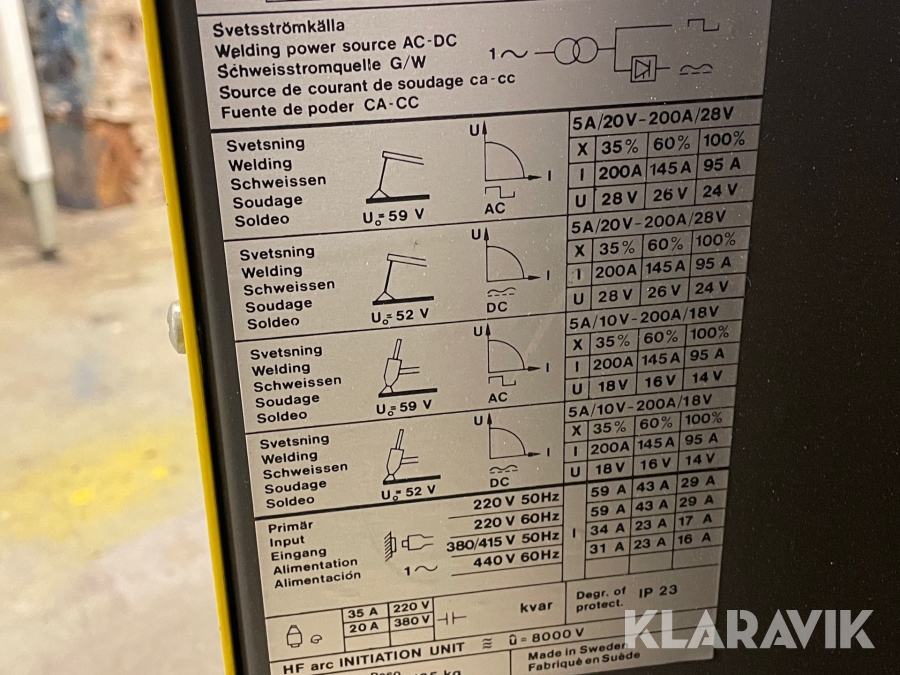 Svetsströmkälla
Welding power source AC-DC
Schweisstromquelle G/W
Source de courant de soudage ca-cc
Fuente de poder CA-CC
1~
Svetsning
Welding
Schweissen
Soudage
Soldeo
U₀=59 V
U
I
AC
5A/20V-200A/28V
X 35% 60% 100%
I 200A 145A 95 A
U 28 V 26 V 24 V
Svetsning
Welding
Schweissen
Soudage
Soldeo
U₀=52 V
U
I
DC
5A/20V-200A/28V
X 35% 60% 100%
I 200A 145A 95 A
U 28 V 26 V 24 V
Svetsning
Welding
Schweissen
Soudage
Soldeo
U₀=59 V
U
I
AC
5A/10V-200A/18V
X 35% 60% 100%
I 200A 145A 95 A
U 18V 16V 14V
Svetsning
Welding
Schweissen
Soudage
Soldeo
U₀=52 V
U
I
DC
5A/10V-200A/18V
X 35% 60% 100%
I 200A 145A 95 A
U 18V 16V 14V
Primär
Input
Eingang
Alimentation
Alimentación
1~
220 V 50Hz
220 V 60Hz
380/415 V 50Hz
440 V 60Hz
I
59 A 43 A 29 A
59 A 43 A 29 A
34 A 23 A 17 A
31 A 23 A 16 A
35 A 220 V
20 A 380 V
kvar
Degr. of
protect.
IP 23
HF arc INITIATION UNIT û = 8000 V
Made in Sweden
Fabriqué en Suède
KLARAVIK